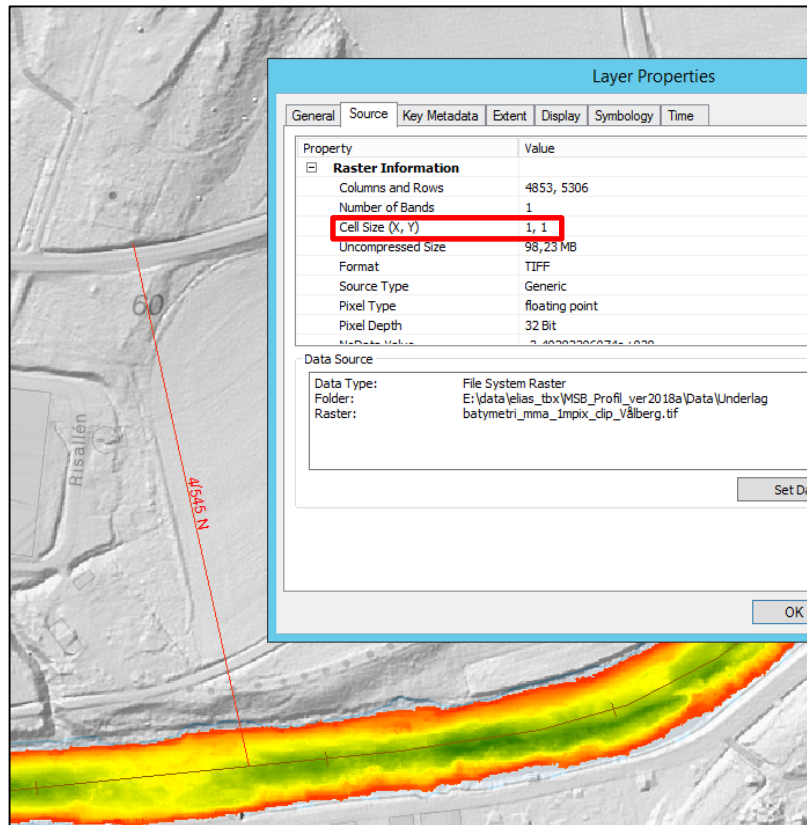 Layer Properties
General Source Key Metadata Extent Display Symbology Time
Property Value
Raster Information
Columns and Rows 4853, 5306
Number of Bands 1
Cell Size (X, Y) 1, 1
Uncompressed Size 98,23 MB
Format TIFF
Source Type Generic
Pixel Type floating point
Pixel Depth 32 Bit
Data Source
Data Type: File System Raster
Folder: E:\data\elias_tbx\MSB_Profil_ver2018a\Data\Underlag
Raster: batymetri_mma_1mpix_clip_Vålberg.tif
Set Da
OK
60
Risallén
4/545 N